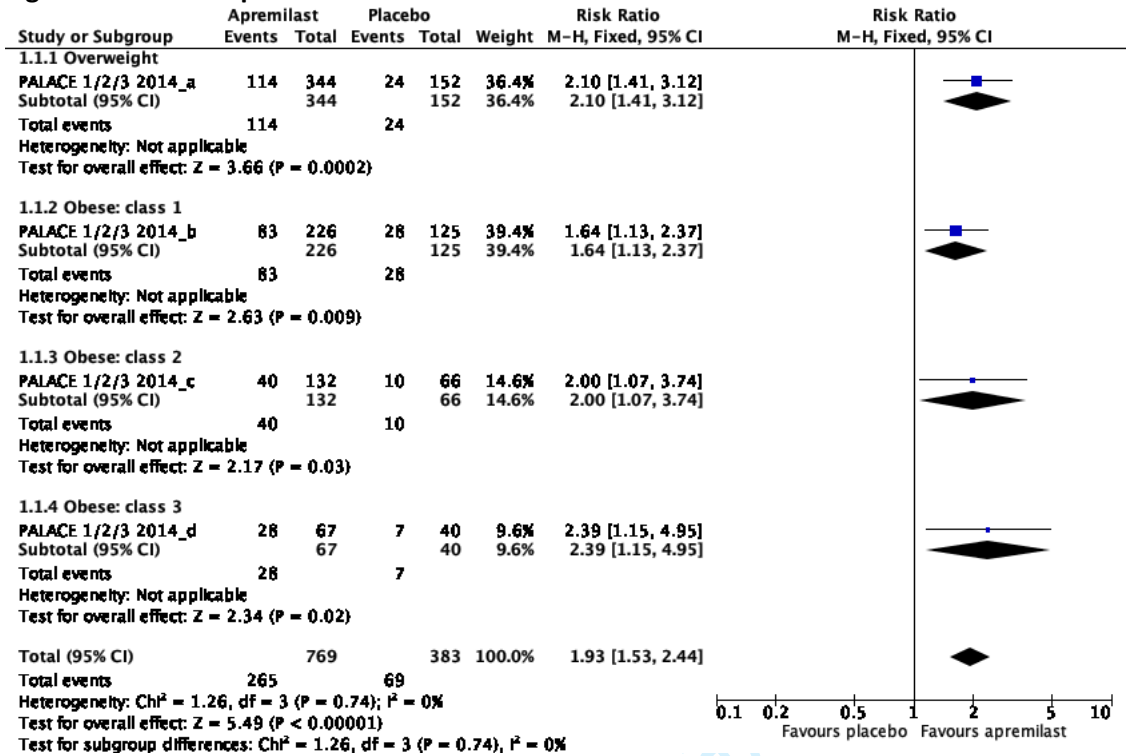 Apremilast Placebo Risk Ratio Risk Ratio
Study or Subgroup Events Total Events Total Weight M-H, Fixed, 95% CI M-H, Fixed, 95% CI
1.1.1 Overweight
PALACE 1/2/3 2014_a 114 344 24 152 36.4% 2.10 [1.41, 3.12]
Subtotal (95% CI) 344 152 36.4% 2.10 [1.41, 3.12]
Total events 114 24
Heterogeneity: Not applicable
Test for overall effect: Z = 3.66 (P = 0.0002)
1.1.2 Obese: class 1
PALACE 1/2/3 2014_b 83 226 28 125 39.4% 1.64 [1.13, 2.37]
Subtotal (95% CI) 226 125 39.4% 1.64 [1.13, 2.37]
Total events 83 28
Heterogeneity: Not applicable
Test for overall effect: Z = 2.63 (P = 0.009)
1.1.3 Obese: class 2
PALACE 1/2/3 2014_c 40 132 10 66 14.6% 2.00 [1.07, 3.74]
Subtotal (95% CI) 132 66 14.6% 2.00 [1.07, 3.74]
Total events 40 10
Heterogeneity: Not applicable
Test for overall effect: Z = 2.17 (P = 0.03)
1.1.4 Obese: class 3
PALACE 1/2/3 2014_d 28 67 7 40 9.6% 2.39 [1.15, 4.95]
Subtotal (95% CI) 67 40 9.6% 2.39 [1.15, 4.95]
Total events 28 7
Heterogeneity: Not applicable
Test for overall effect: Z = 2.34 (P = 0.02)
Total (95% CI) 769 383 100.0% 1.93 [1.53, 2.44]
Total events 265 69
Heterogeneity: Chi² = 1.26, df = 3 (P = 0.74); I² = 0%
Test for overall effect: Z = 5.49 (P < 0.00001)
Test for subgroup differences: Chi² = 1.26, df = 3 (P = 0.74), I² = 0%
0.1 0.2 0.5 1 2 5 10
Favours placebo Favours apremilast